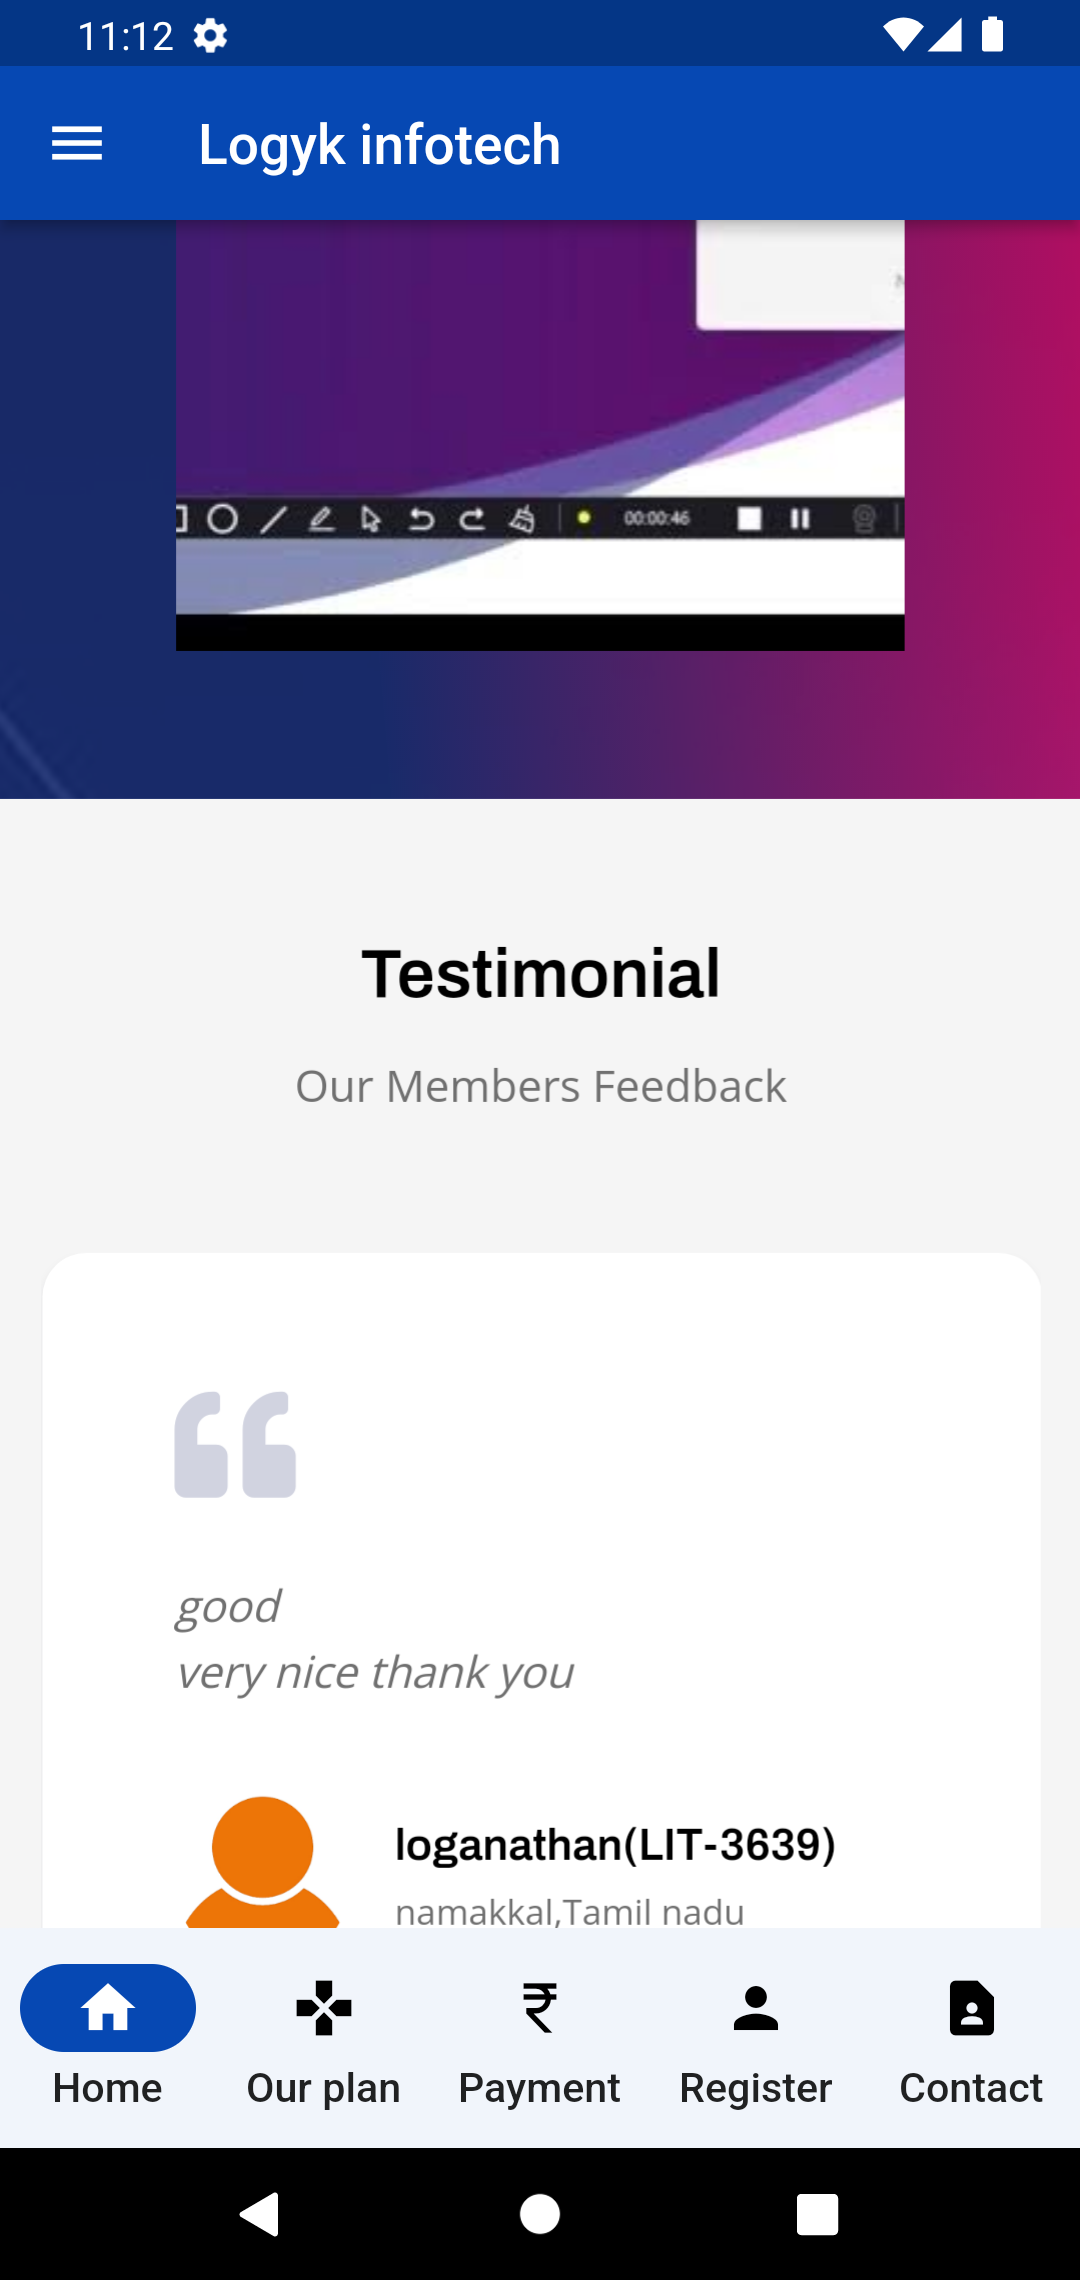 11:12
Logyk infotech
00:00:46
Testimonial
Our Members Feedback
good
very nice thank you
loganathan(LIT-3639)
namakkal,Tamil nadu
Home
Our plan
Payment
Register
Contact